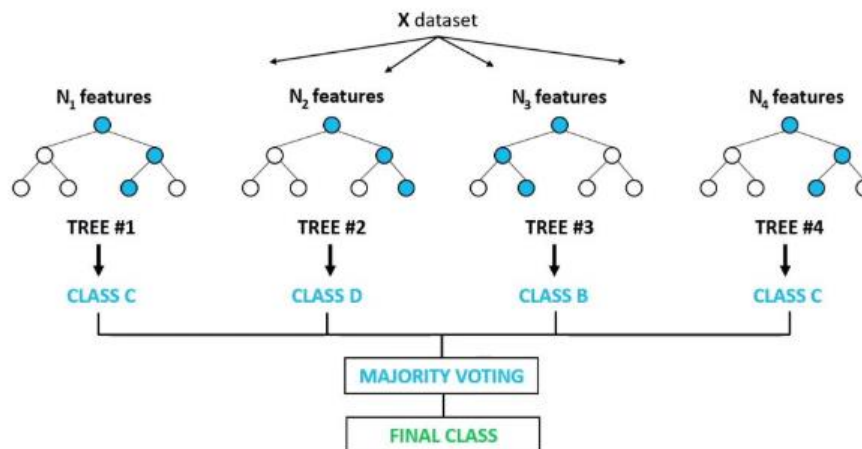 X dataset
N₁ features
N₂ features
N₃ features
N₄ features
TREE #1
TREE #2
TREE #3
TREE #4
CLASS C
CLASS D
CLASS B
CLASS C
MAJORITY VOTING
FINAL CLASS